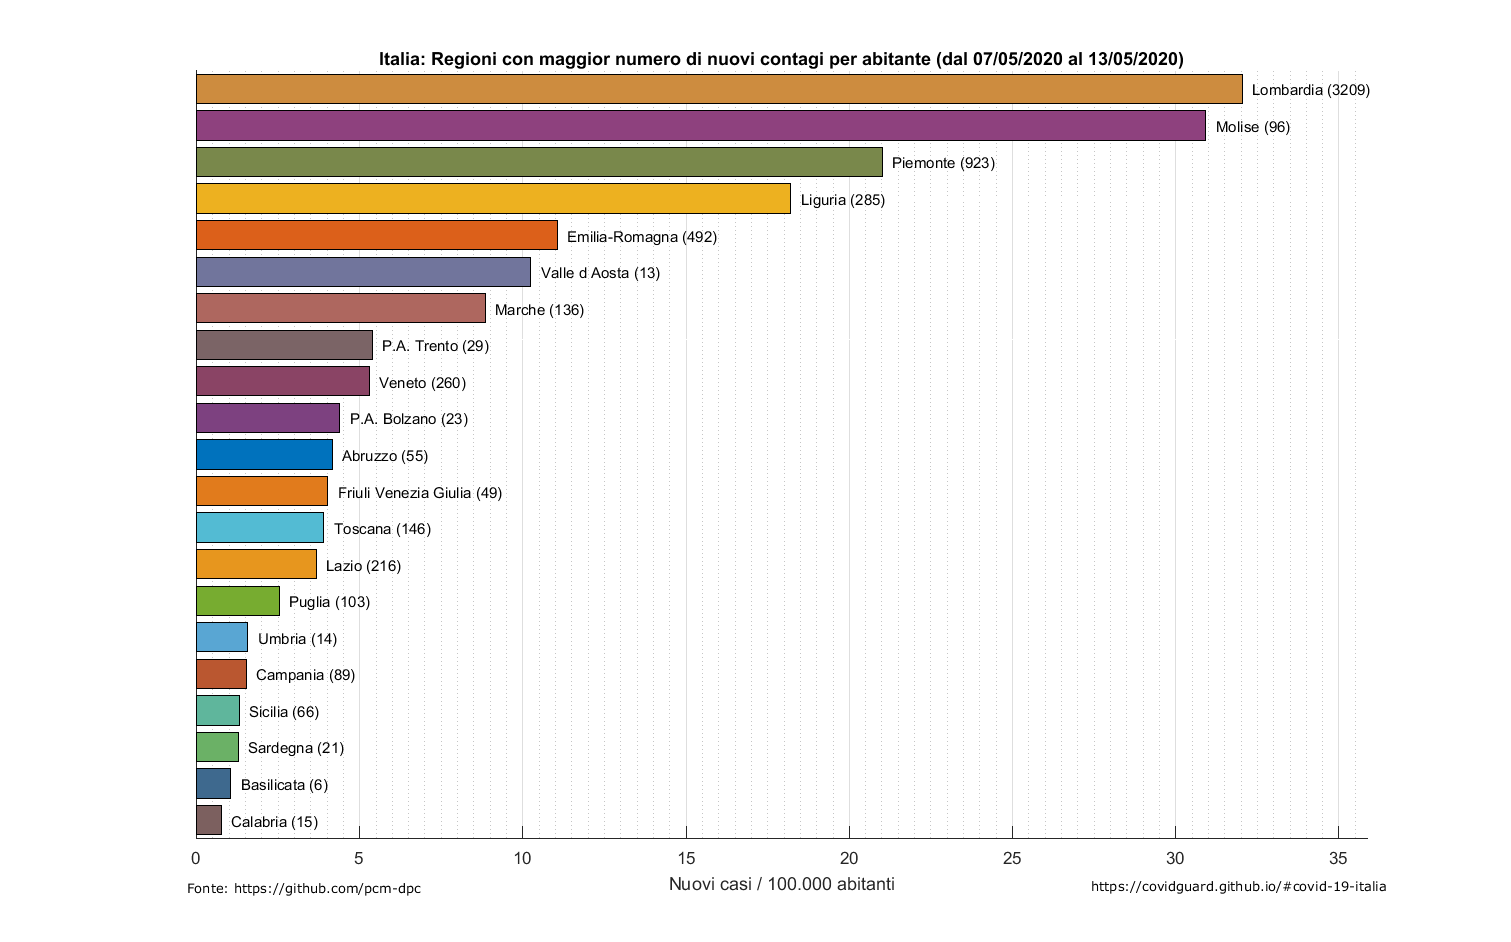 Italia: Regioni con maggior numero di nuovi contagi per abitante (dal 07/05/2020 al 13/05/2020)
Lombardia (3209)
Molise (96)
Piemonte (923)
Liguria (285)
Emilia-Romagna (492)
Valle d Aosta (13)
Marche (136)
P.A. Trento (29)
Veneto (260)
P.A. Bolzano (23)
Abruzzo (55)
Friuli Venezia Giulia (49)
Toscana (146)
Lazio (216)
Puglia (103)
Umbria (14)
Campania (89)
Sicilia (66)
Sardegna (21)
Basilicata (6)
Calabria (15)
0 5 10 15 20 25 30 35
Nuovi casi / 100.000 abitanti
Fonte: https://github.com/pcm-dpc
https://covidguard.github.io/#covid-19-italia